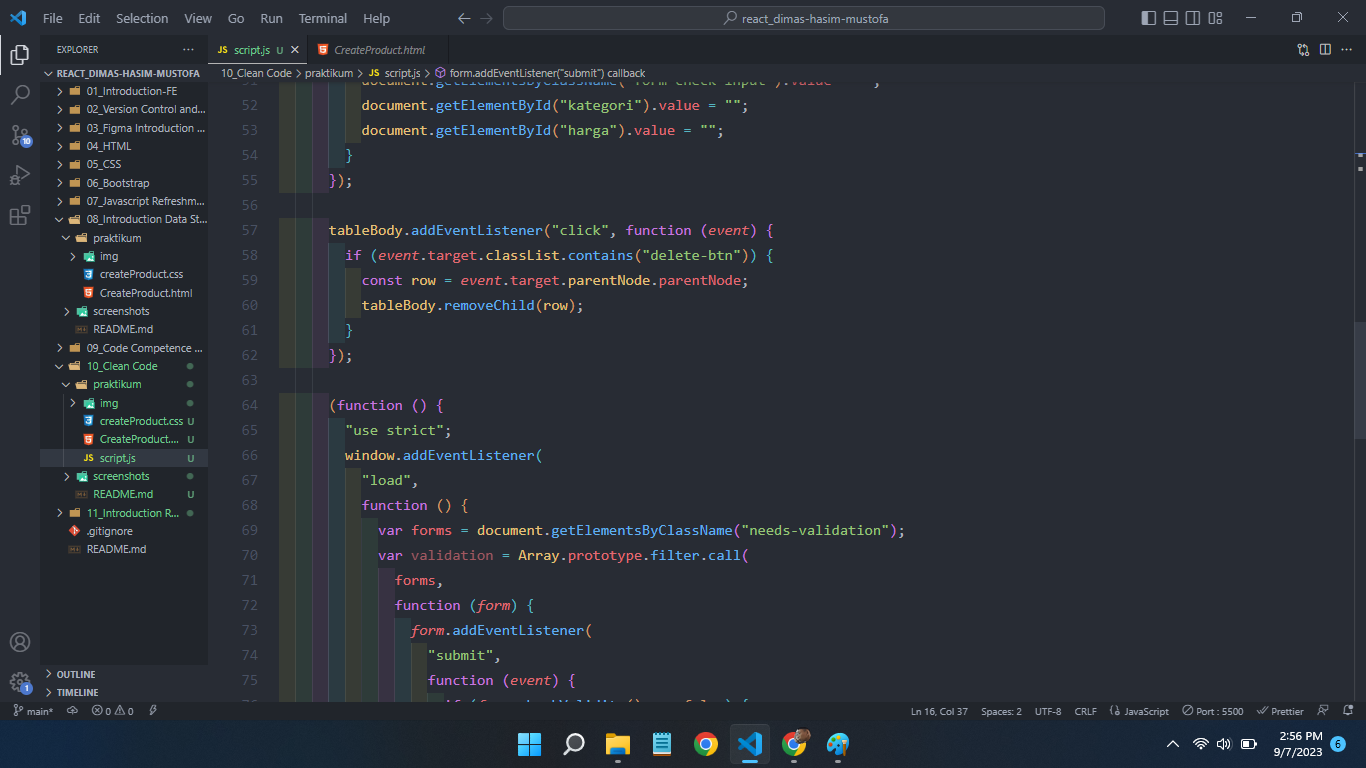 File Edit Selection View Go Run Terminal Help
react_dimas-hasim-mustofa
EXPLORER
JS script.js U
CreateProduct.html
REACT_DIMAS-HASIM-MUSTOFA
10_Clean Code > praktikum > JS script.js > form.addEventListener("submit") callback
01_Introduction-FE
02_Version Control and...
03_Figma Introduction ...
04_HTML
05_CSS
06_Bootstrap
07_Javascript Refreshm...
08_Introduction Data St...
praktikum
img
createProduct.css
CreateProduct.html
screenshots
README.md
09_Code Competence ...
10_Clean Code
praktikum
img
createProduct.css U
CreateProduct.... U
JS script.js U
screenshots
README.md U
11_Introduction R...
.gitignore
README.md
OUTLINE
TIMELINE
10
1
52 document.getElementById("kategori").value = "";
53 document.getElementById("harga").value = "";
54 }
55 });
56
57 tableBody.addEventListener("click", function (event) {
58 if (event.target.classList.contains("delete-btn")) {
59 const row = event.target.parentNode.parentNode;
60 tableBody.removeChild(row);
61 }
62 });
63
64 (function () {
65 "use strict";
66 window.addEventListener(
67 "load",
68 function () {
69 var forms = document.getElementsByClassName("needs-validation");
70 var validation = Array.prototype.filter.call(
71 forms,
72 function (form) {
73 form.addEventListener(
74 "submit",
75 function (event) {
main* 0 0 Ln 16, Col 37 Spaces: 2 UTF-8 CRLF {} JavaScript Port : 5500 Prettier
2:56 PM
9/7/2023
6